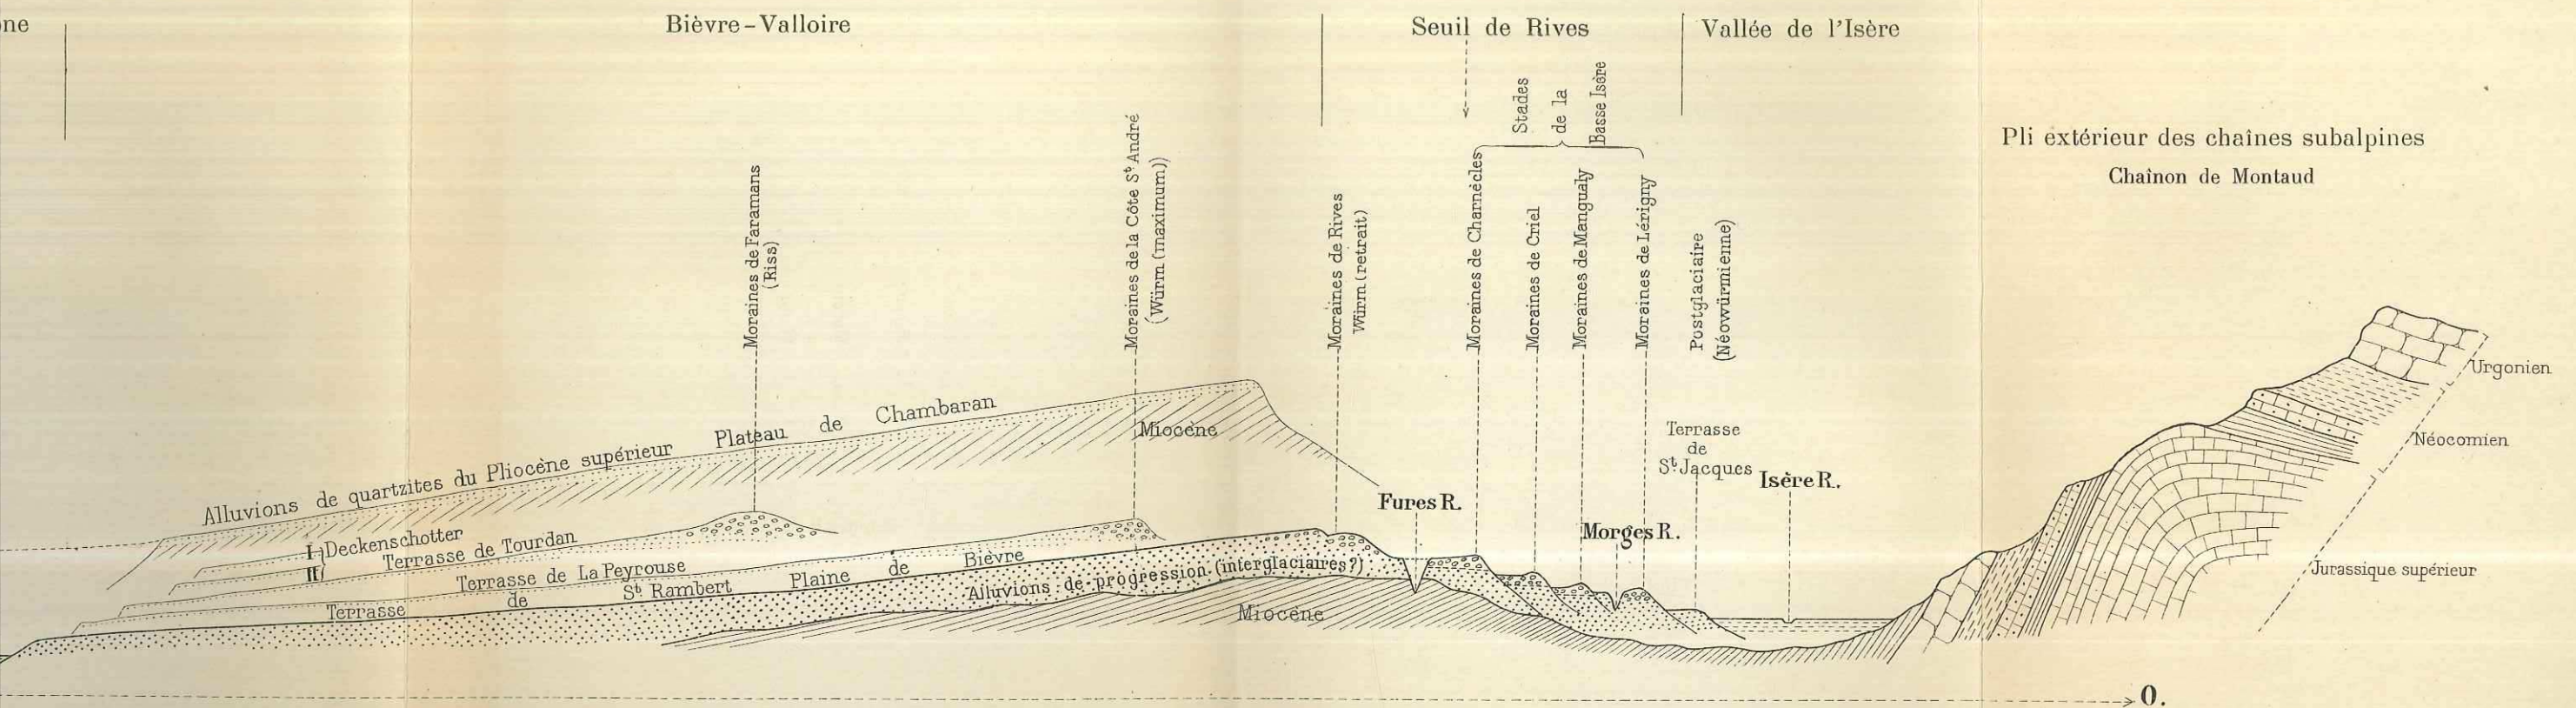 ne
Bièvre-Valloire
Seuil de Rives
Vallée de l'Isère
Stades
de la
Basse Isère
Pli extérieur des chaînes subalpines
Chaînon de Montaud
Moraines de Faramans
(Riss)
Moraines de la Côte St André
(Würm (maximum))
Moraines de Rives
Würm (retrait)
Moraines de Charnècles
Moraines de Criel
Moraines de Mangualy
Moraines de Lérigny
Postglaciaire
(Néowürmienne)
Alluvions de quartzites du Pliocène supérieur
Plateau de Chambaran
Miocène
Terrasse
de
St Jacques
Isère R.
Fures R.
Morges R.
Urgonien
Néocomien
Jurassique supérieur
I Deckenschotter
II
Terrasse de Tourdan
Terrasse de La Peyrouse
Terrasse de St Rambert
Plaine de Bièvre
Alluvions de progression (interglaciaires?)
Miocène
O.